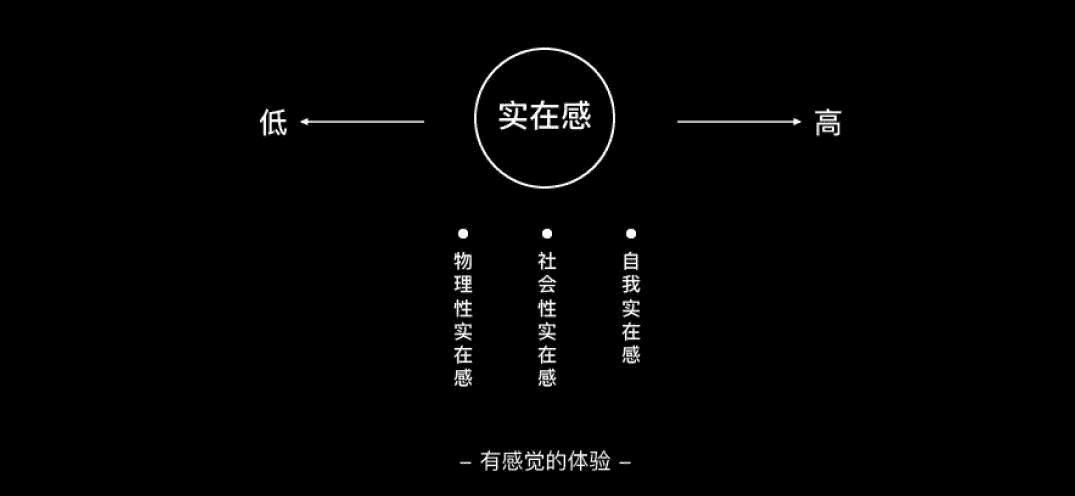 实在感
低
高
物理性实在感
社会性实在感
自我实在感
– 有感觉的体验 –